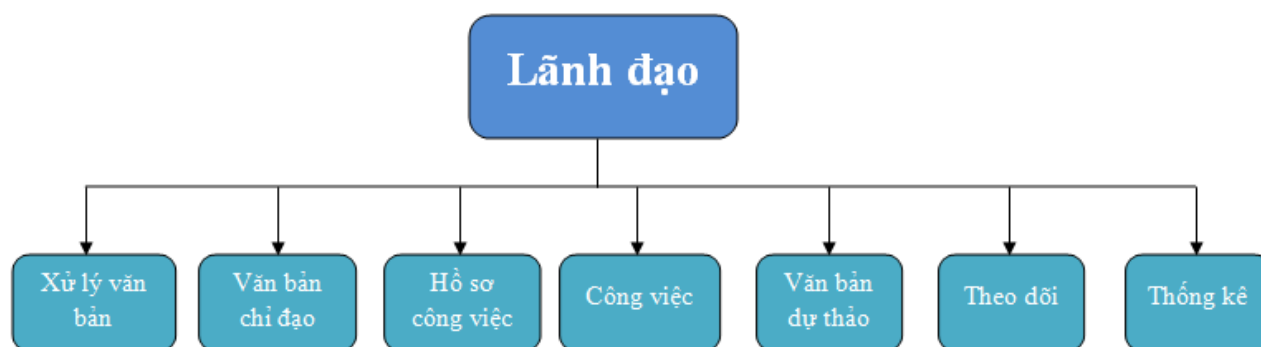 Lãnh đạo
Xử lý văn
bản
Văn bản
chỉ đạo
Hồ sơ
công việc
Công việc
Văn bản
dự thảo
Theo dõi
Thống kê